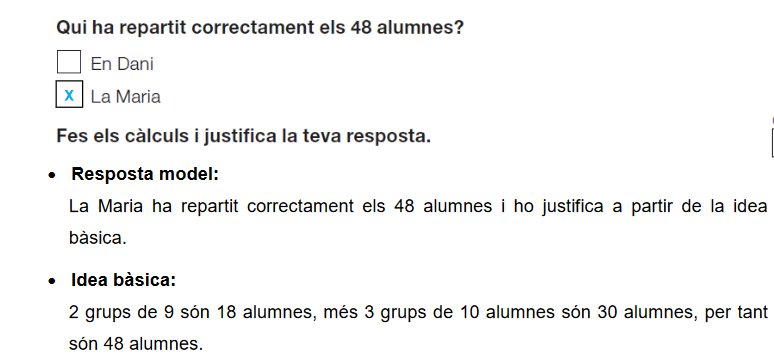 Qui ha repartit correctament els 48 alumnes?
En Dani
X La Maria
Fes els càlculs i justifica la teva resposta.
• Resposta model:
La Maria ha repartit correctament els 48 alumnes i ho justifica a partir de la idea
bàsica.
• Idea bàsica:
2 grups de 9 són 18 alumnes, més 3 grups de 10 alumnes són 30 alumnes, per tant
són 48 alumnes.